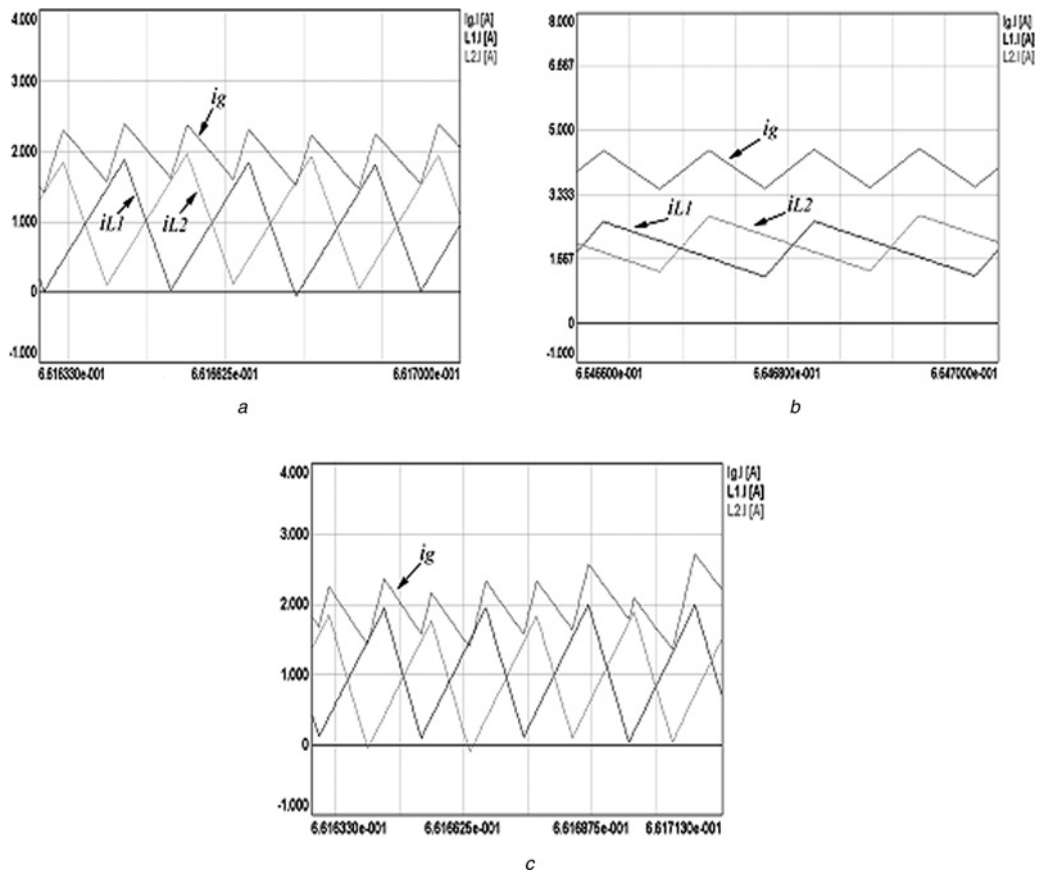 4.000
3.000
2.000
1.000
0
-1.000
6.616330e-001 6.616625e-001 6.617000e-001
Ig.I [A]
L1.I [A]
L2.I [A]
ig
iL1
iL2
a
8.000
6.667
5.000
3.333
1.667
0
-1.000
6.646600e-001 6.646800e-001 6.647000e-001
Ig.I [A]
L1.I [A]
L2.I [A]
ig
iL1
iL2
b
4.000
3.000
2.000
1.000
0
-1.000
6.616330e-001 6.616625e-001 6.616875e-001 6.617130e-001
Ig.I [A]
L1.I [A]
L2.I [A]
ig
c